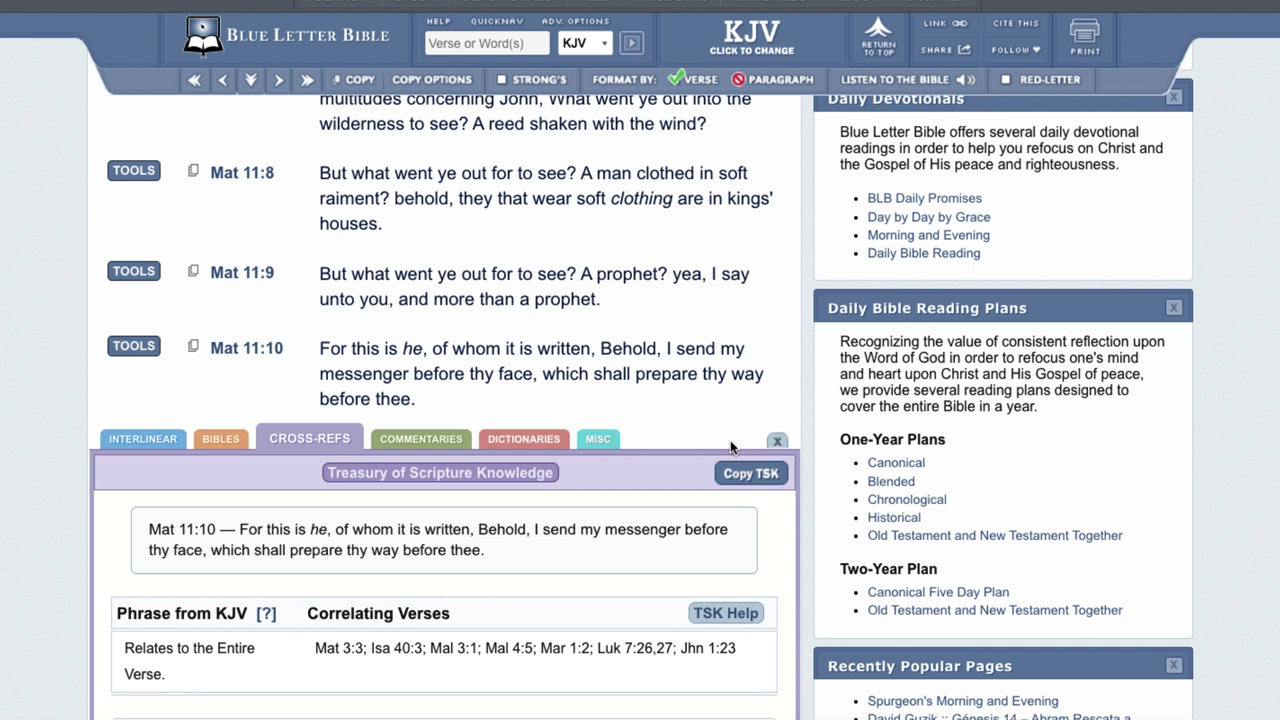 HELP QUICKNAV ADV. OPTIONS
BLUE LETTER BIBLE
Verse or Word(s)
KJV
KJV
CLICK TO CHANGE
RETURN
TO TOP
LINK
CITE THIS
SHARE
FOLLOW
PRINT
COPY COPY OPTIONS STRONG'S FORMAT BY: VERSE PARAGRAPH LISTEN TO THE BIBLE RED-LETTER
multitudes concerning John, What went ye out into the
wilderness to see? A reed shaken with the wind?
TOOLS Mat 11:8 But what went ye out for to see? A man clothed in soft
raiment? behold, they that wear soft clothing are in kings'
houses.
TOOLS Mat 11:9 But what went ye out for to see? A prophet? yea, I say
unto you, and more than a prophet.
TOOLS Mat 11:10 For this is he, of whom it is written, Behold, I send my
messenger before thy face, which shall prepare thy way
before thee.
INTERLINEAR BIBLES CROSS-REFS COMMENTARIES DICTIONARIES MISC X
Treasury of Scripture Knowledge Copy TSK
Mat 11:10 — For this is he, of whom it is written, Behold, I send my messenger before
thy face, which shall prepare thy way before thee.
Phrase from KJV [?] Correlating Verses TSK Help
Relates to the Entire Mat 3:3; Isa 40:3; Mal 3:1; Mal 4:5; Mar 1:2; Luk 7:26,27; Jhn 1:23
Verse.
Daily Devotionals X
Blue Letter Bible offers several daily devotional
readings in order to help you refocus on Christ and
the Gospel of His peace and righteousness.
BLB Daily Promises
Day by Day by Grace
Morning and Evening
Daily Bible Reading
Daily Bible Reading Plans X
Recognizing the value of consistent reflection upon
the Word of God in order to refocus one's mind
and heart upon Christ and His Gospel of peace,
we provide several reading plans designed to
cover the entire Bible in a year.
One-Year Plans
Canonical
Blended
Chronological
Historical
Old Testament and New Testament Together
Two-Year Plan
Canonical Five Day Plan
Old Testament and New Testament Together
Recently Popular Pages X
Spurgeon's Morning and Evening
David Guzik :: Génesis 14 – Abram Rescata a